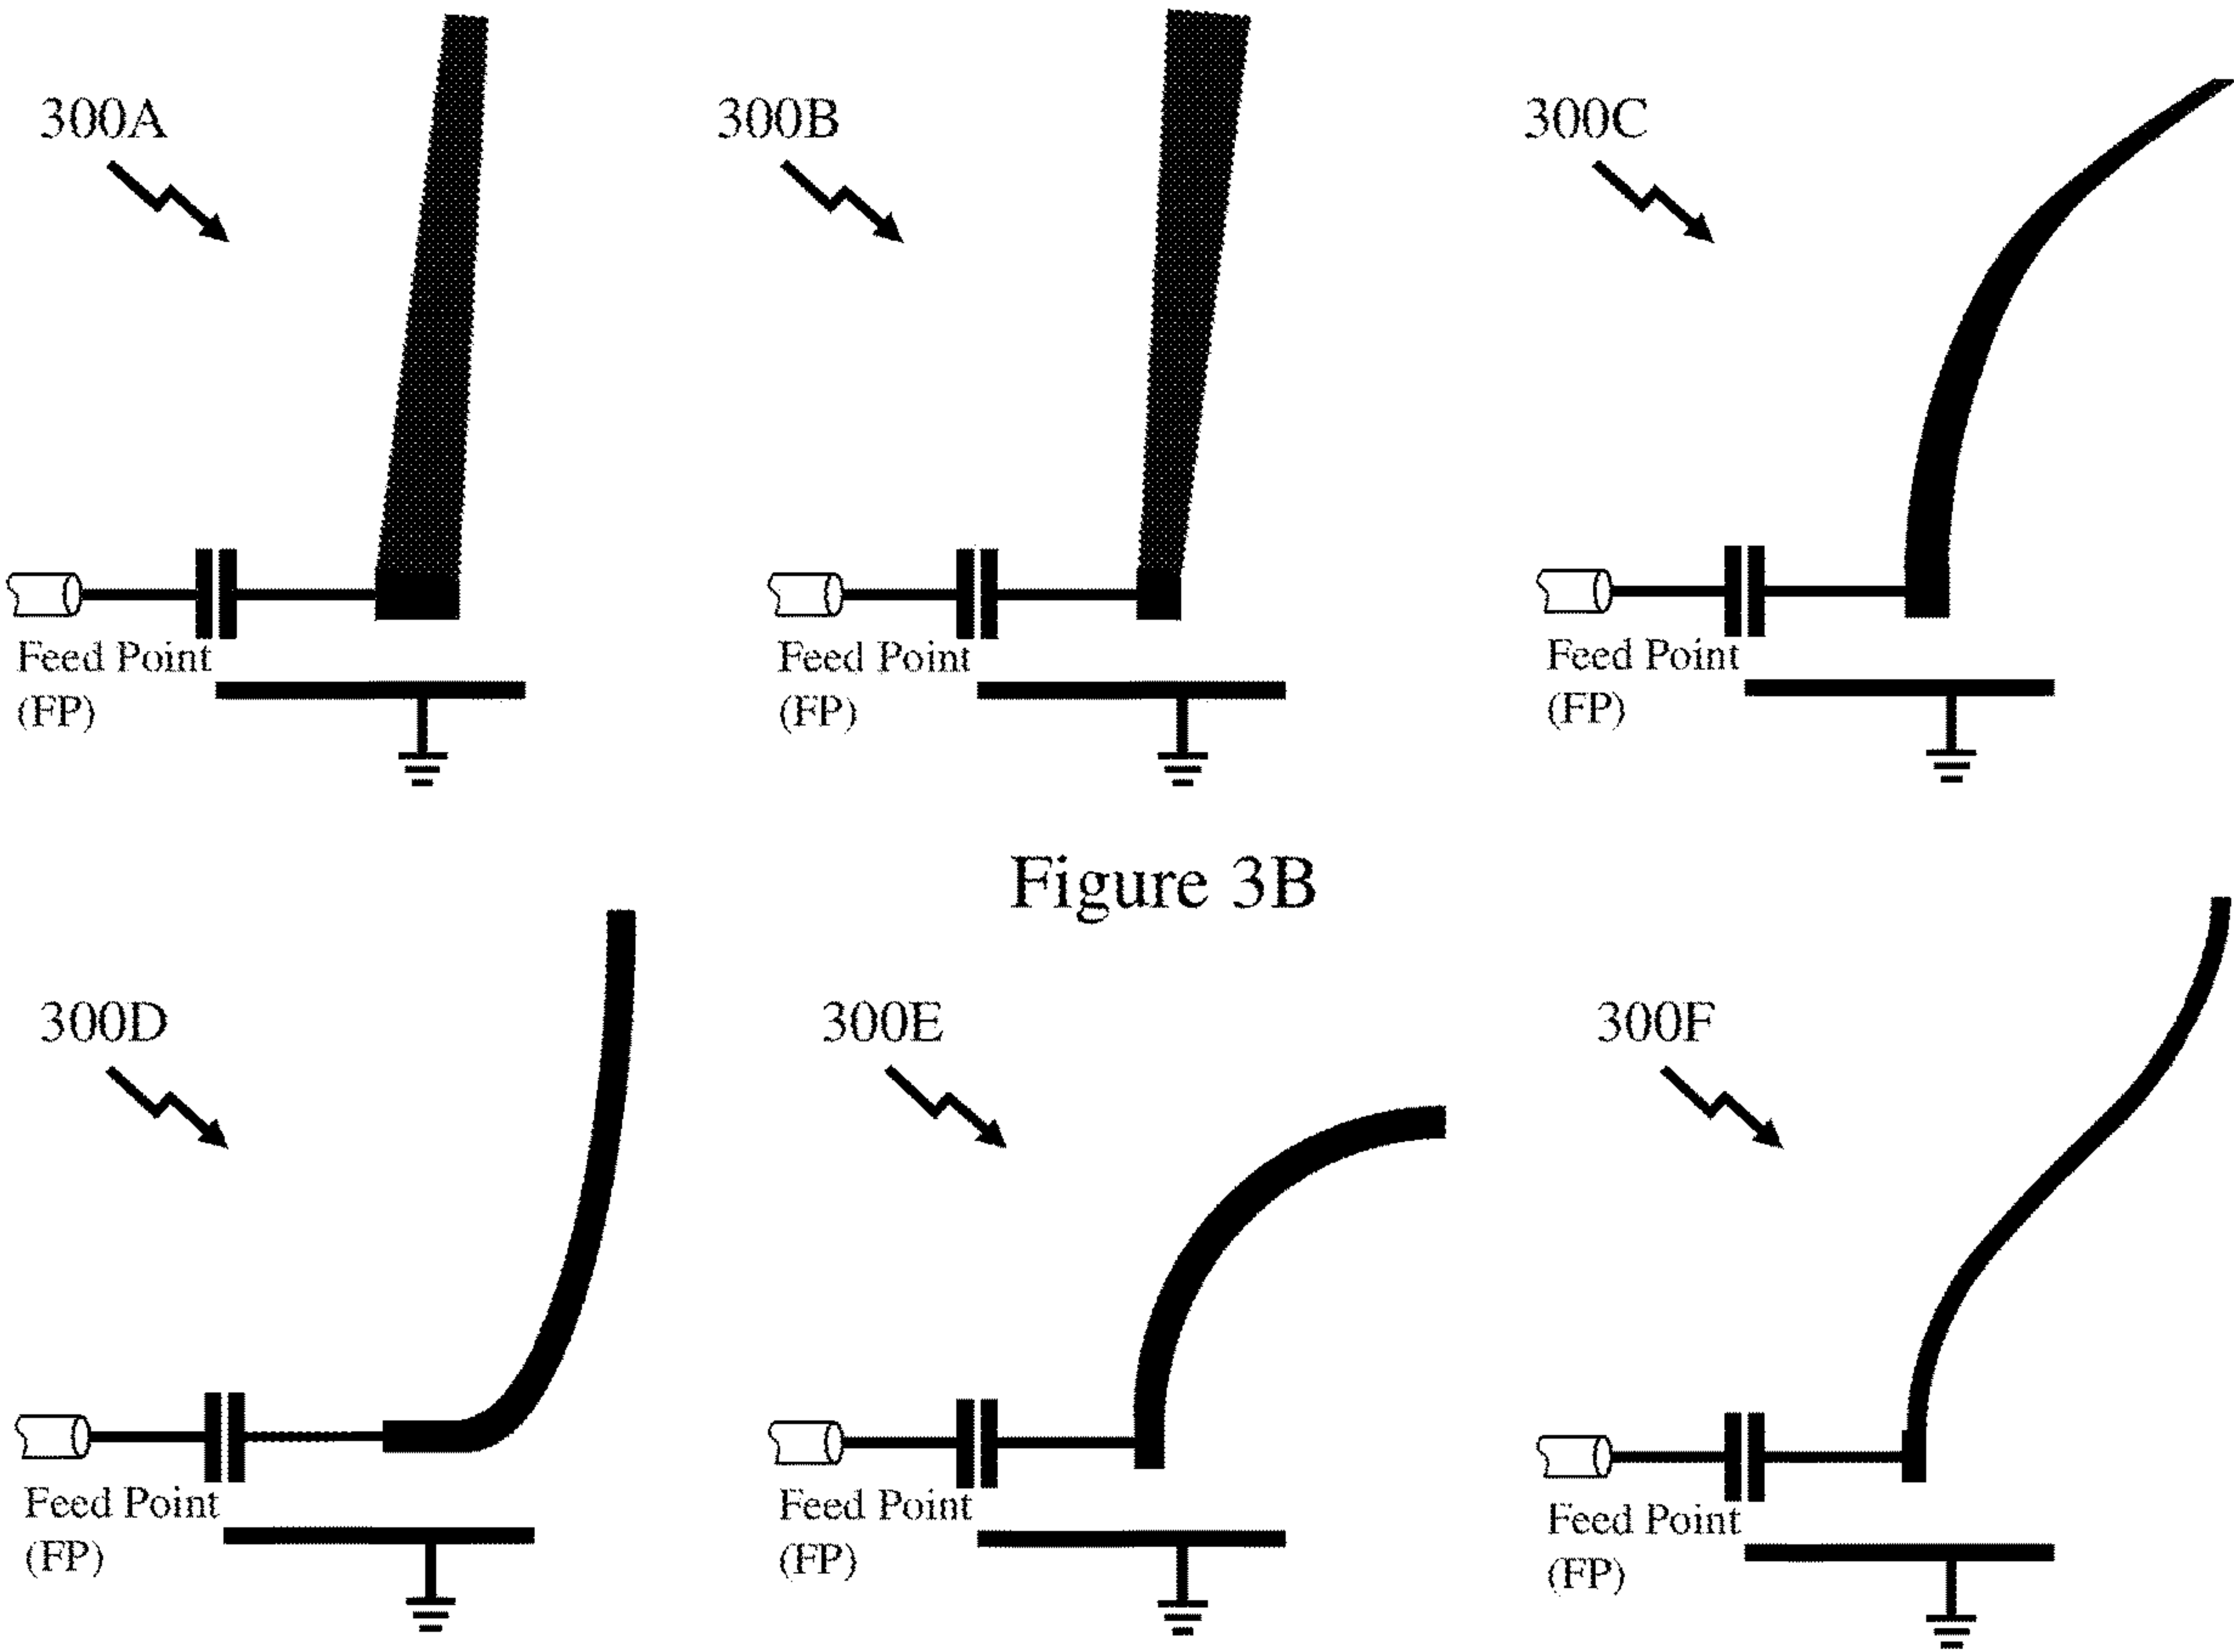 300A
300B
300C
Feed Point
(FP)
Feed Point
(FP)
Feed Point
(FP)
Figure 3B
300D
300E
300F
Feed Point
(FP)
Feed Point
(FP)
Feed Point
(FP)